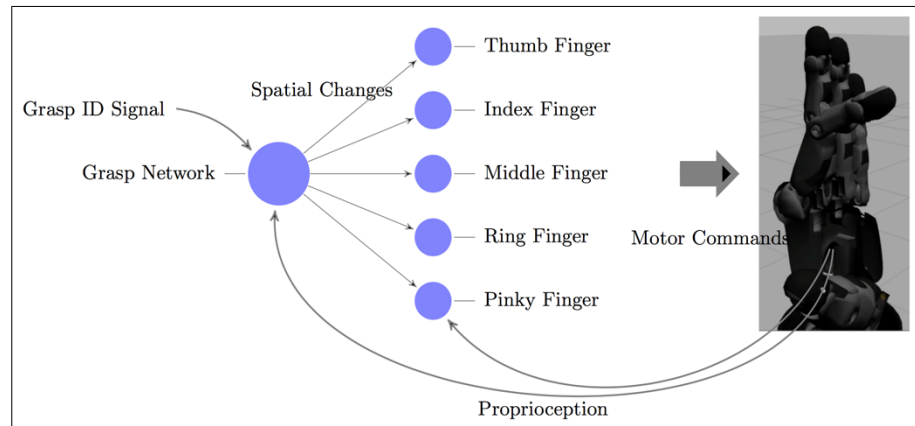 Thumb Finger
Spatial Changes
Grasp ID Signal
Index Finger
Grasp Network
Middle Finger
Ring Finger
Motor Commands
Pinky Finger
Proprioception